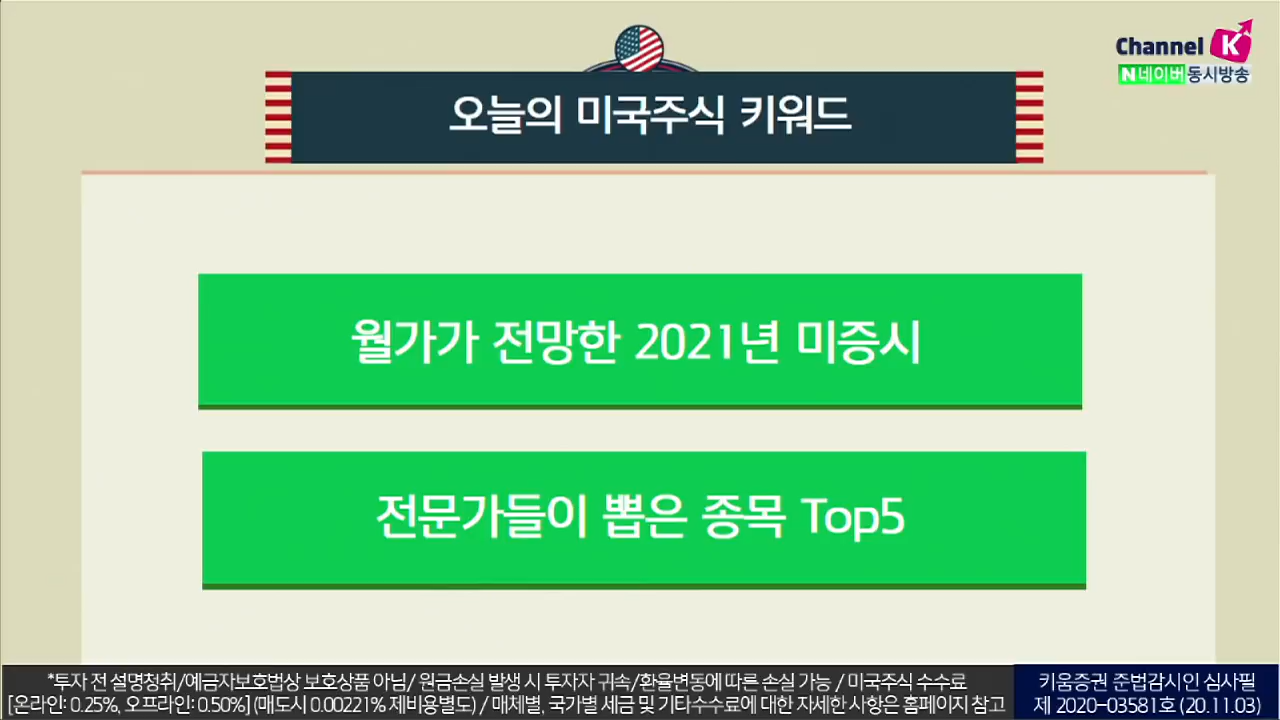 Channel K
N 네이버 동시방송
오늘의 미국주식 키워드
월가가 전망한 2021년 미증시
전문가들이 뽑은 종목 Top5
*투자 전 설명청취/예금자보호법상 보호상품 아님/ 원금손실 발생 시 투자자 귀속/환율변동에 따른 손실 가능 / 미국주식 수수료
[온라인: 0.25%, 오프라인: 0.50%] (매도시 0.00221% 제비용별도) / 매체별, 국가별 세금 및 기타수수료에 대한 자세한 사항은 홈페이지 참고
키움증권 준법감시인 심사필
제 2020-03581호 (20.11.03)